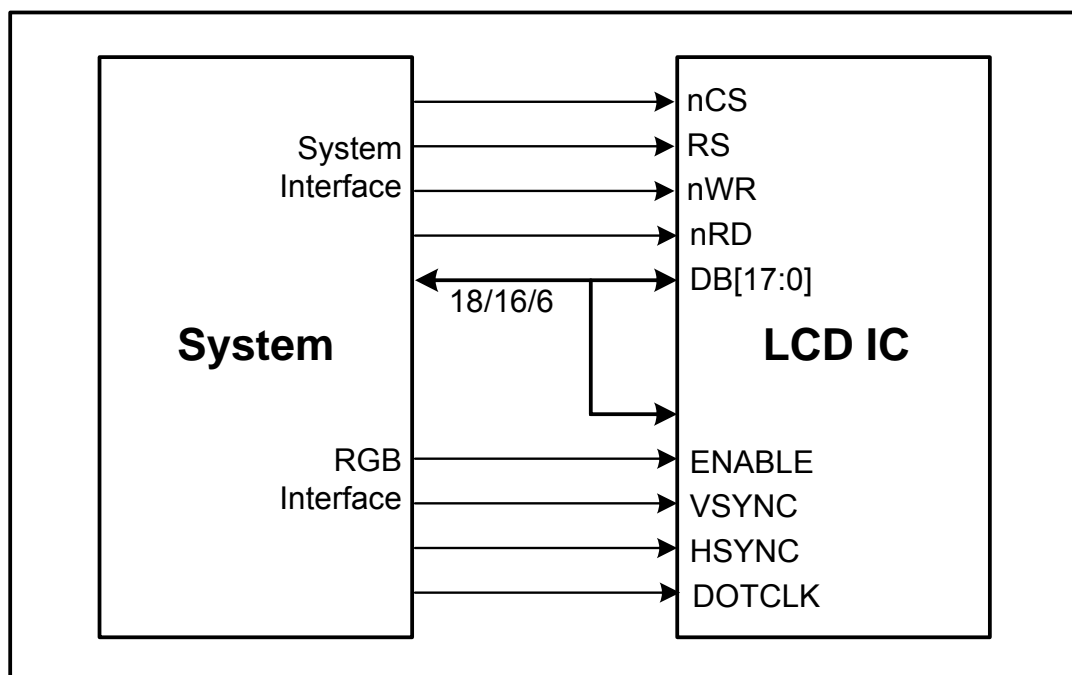 System
Interface
18/16/6
System
RGB
Interface
nCS
RS
nWR
nRD
DB[17:0]
LCD IC
ENABLE
VSYNC
HSYNC
DOTCLK